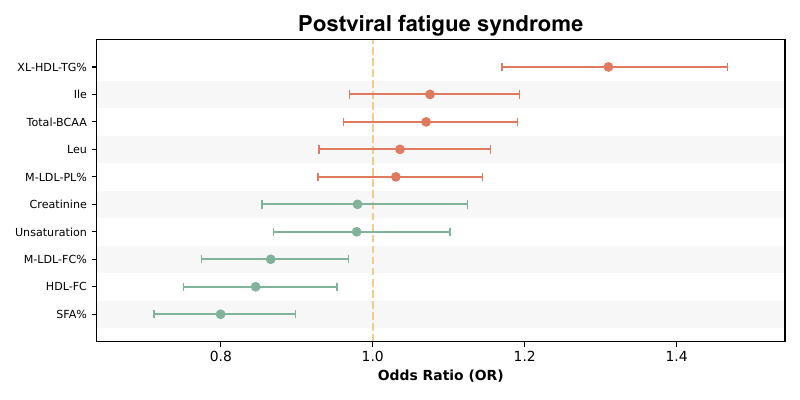 Postviral fatigue syndrome
XL-HDL-TG%
Ile
Total-BCAA
Leu
M-LDL-PL%
Creatinine
Unsaturation
M-LDL-FC%
HDL-FC
SFA%
0.8 1.0 1.2 1.4
Odds Ratio (OR)